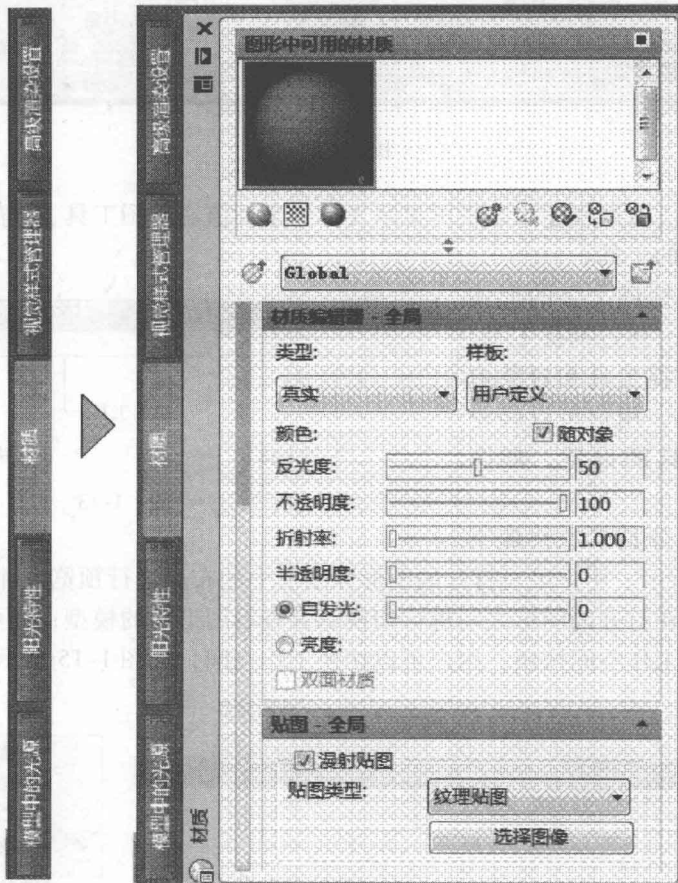 高级渲染设置
视觉样式管理器
材质
阳光特性
模型中的光源
高级渲染设置
视觉样式管理器
材质
阳光特性
模型中的光源
材质
图形中可用的材质
Global
材质编辑器 - 全局
类型: 样板:
真实 用户定义
颜色: 随对象
反光度: 50
不透明度: 100
折射率: 1.000
半透明度: 0
自发光: 0
亮度:
双面材质
贴图 - 全局
漫射贴图
贴图类型: 纹理贴图
选择图像